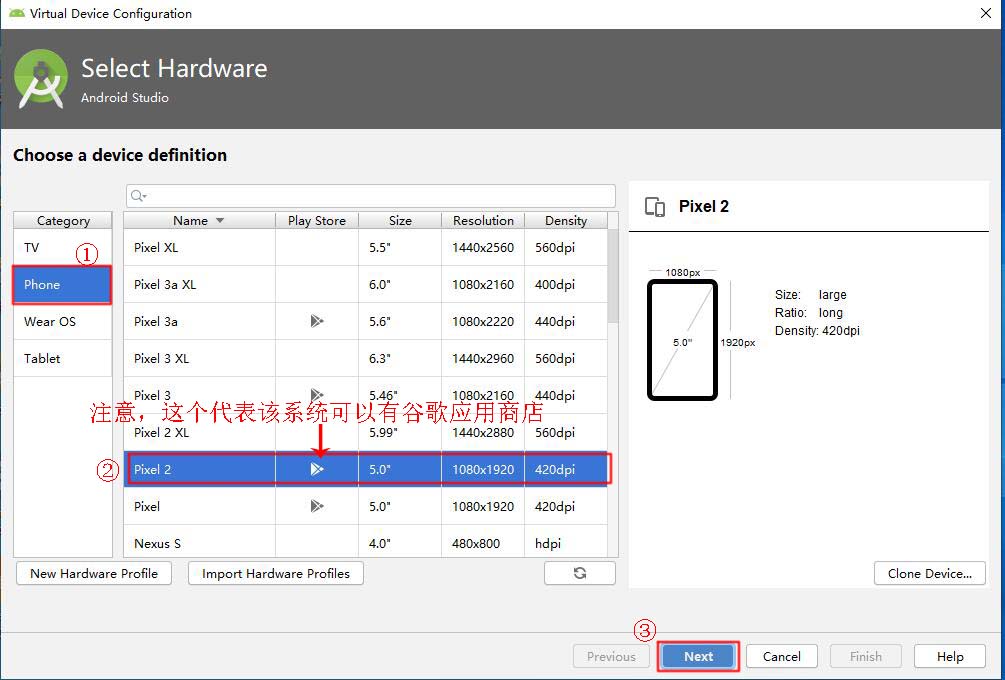 Virtual Device Configuration
Select Hardware
Android Studio
Choose a device definition
Category
TV
①
Phone
Wear OS
Tablet
Name Play Store Size Resolution Density
Pixel XL 5.5" 1440x2560 560dpi
Pixel 3a XL 6.0" 1080x2160 400dpi
Pixel 3a 5.6" 1080x2220 440dpi
Pixel 3 XL 6.3" 1440x2960 560dpi
Pixel 3 5.46" 1080x2160 440dpi
注意，这个代表该系统可以有谷歌应用商店
Pixel 2 XL 5.99" 1440x2880 560dpi
② Pixel 2 5.0" 1080x1920 420dpi
Pixel 5.0" 1080x1920 420dpi
Nexus S 4.0" 480x800 hdpi
New Hardware Profile Import Hardware Profiles
Pixel 2
1080px
5.0"
1920px
Size: large
Ratio: long
Density: 420dpi
Clone Device...
③
Previous Next Cancel Finish Help